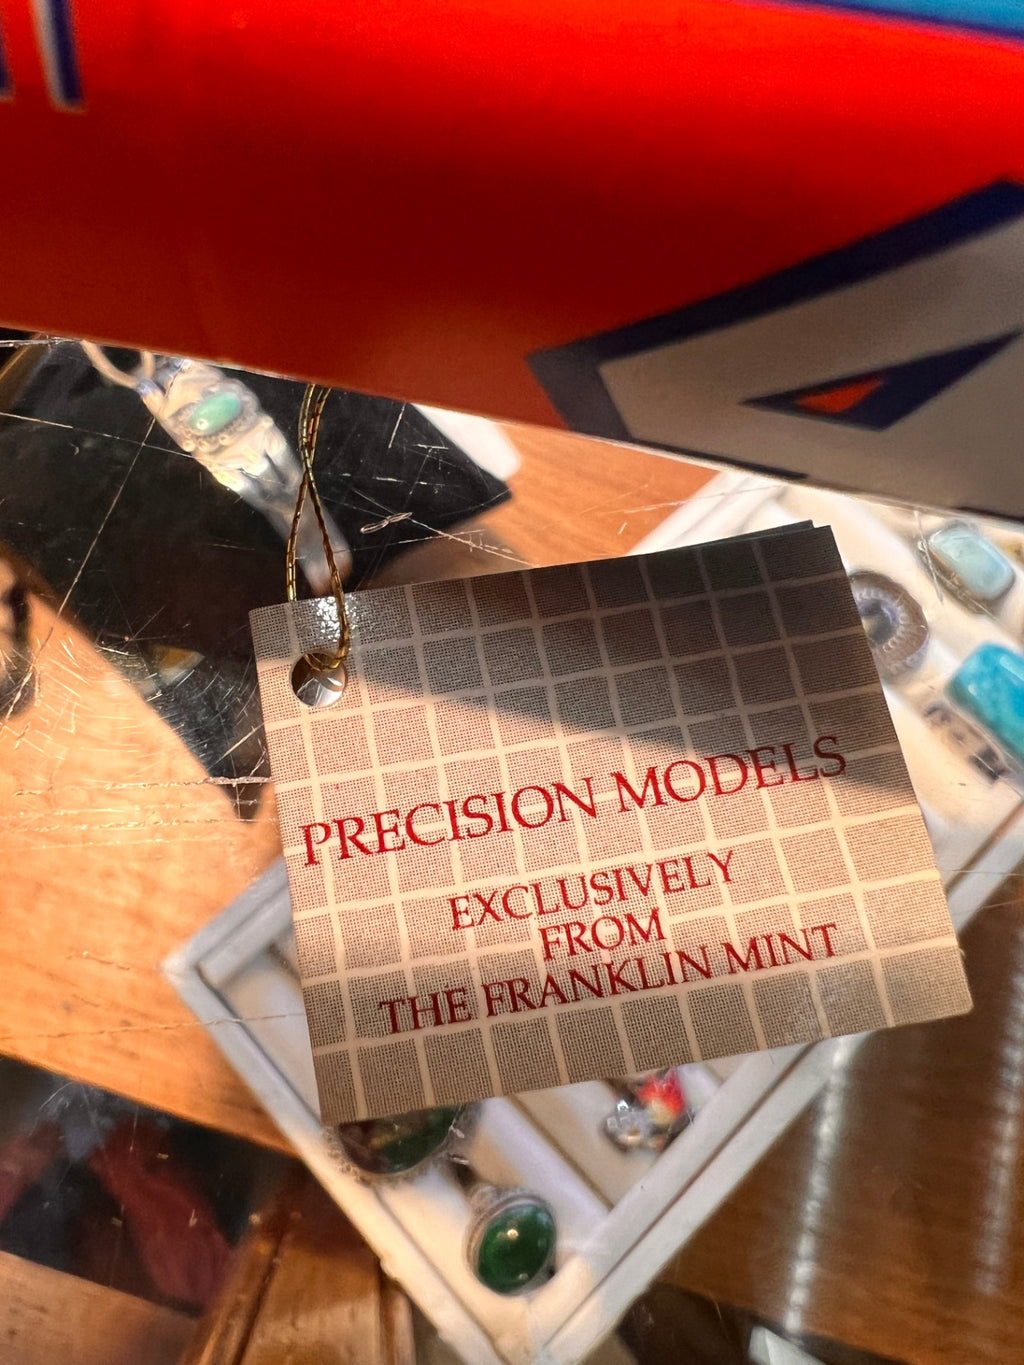 PRECISION MODELS
EXCLUSIVELY
FROM
THE FRANKLIN MINT